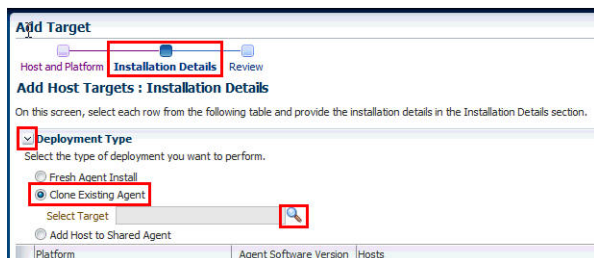 Add Target
Host and Platform Installation Details Review
Add Host Targets : Installation Details
On this screen, select each row from the following table and provide the installation details in the Installation Details section.
Deployment Type
Select the type of deployment you want to perform.
Fresh Agent Install
Clone Existing Agent
Select Target
Add Host to Shared Agent
Platform Agent Software Version Hosts